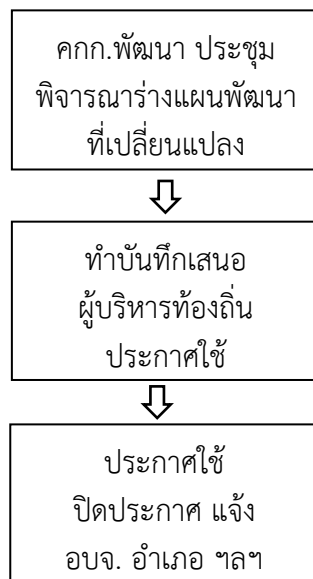 คกก.พัฒนา ประชุม
พิจารณาร่างแผนพัฒนา
ที่เปลี่ยนแปลง
ทำบันทึกเสนอ
ผู้บริหารท้องถิ่น
ประกาศใช้
ประกาศใช้
ปิดประกาศ แจ้ง
อบจ. อำเภอ ฯลฯ